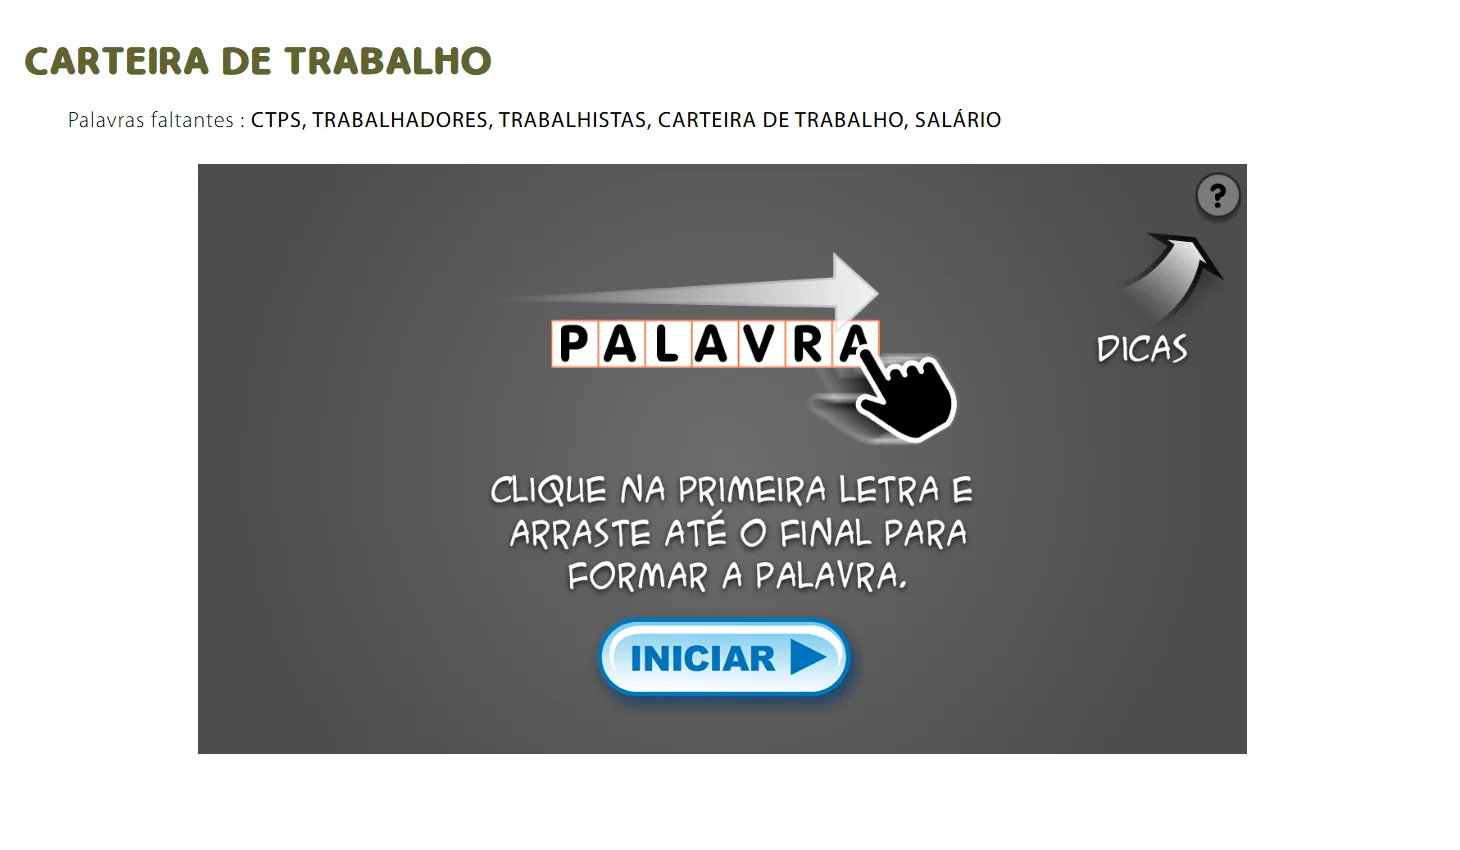 CARTEIRA DE TRABALHO
Palavras faltantes : CTPS, TRABALHADORES, TRABALHISTAS, CARTEIRA DE TRABALHO, SALÁRIO
?
PALAVRA
DICAS
CLIQUE NA PRIMEIRA LETRA E
ARRASTE ATÉ O FINAL PARA
FORMAR A PALAVRA.
INICIAR